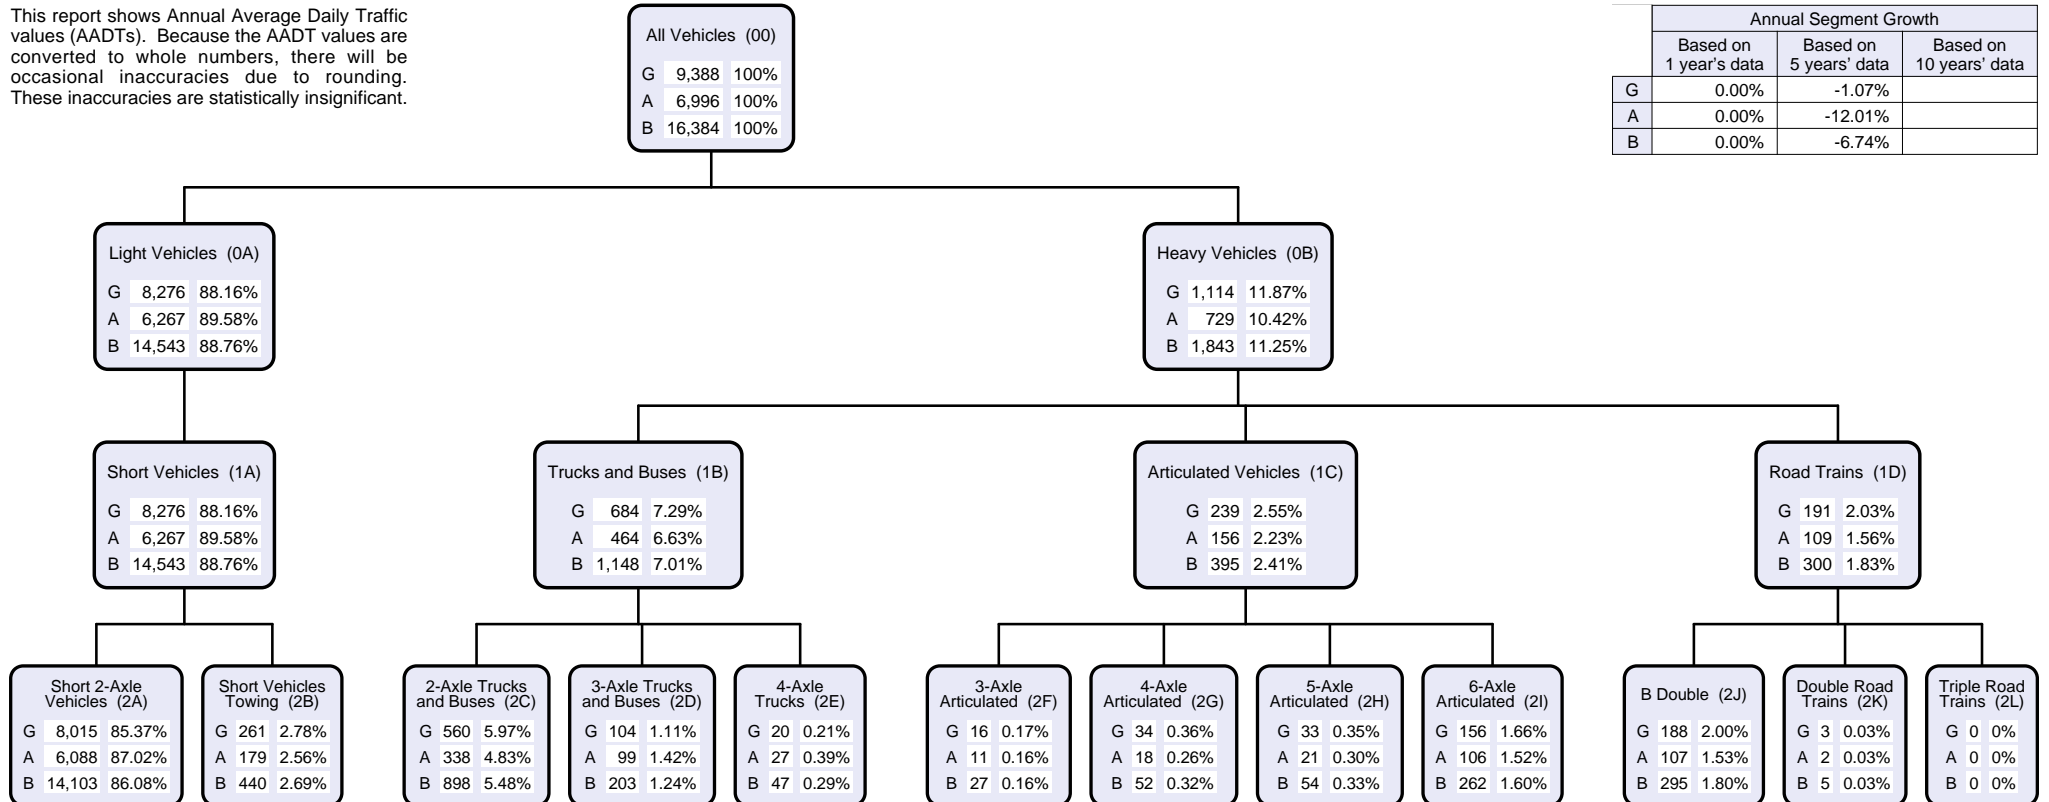 This report shows Annual Average Daily Traffic
values (AADTs). Because the AADT values are
converted to whole numbers, there will be
occasional inaccuracies due to rounding.
These inaccuracies are statistically insignificant.
All Vehicles (00)
G 9,388 100%
A 6,996 100%
B 16,384 100%
Annual Segment Growth
Based on 1 year's data Based on 5 years' data Based on 10 years' data
G 0.00% -1.07%
A 0.00% -12.01%
B 0.00% -6.74%
Light Vehicles (0A)
G 8,276 88.16%
A 6,267 89.58%
B 14,543 88.76%
Heavy Vehicles (0B)
G 1,114 11.87%
A 729 10.42%
B 1,843 11.25%
Short Vehicles (1A)
G 8,276 88.16%
A 6,267 89.58%
B 14,543 88.76%
Trucks and Buses (1B)
G 684 7.29%
A 464 6.63%
B 1,148 7.01%
Articulated Vehicles (1C)
G 239 2.55%
A 156 2.23%
B 395 2.41%
Road Trains (1D)
G 191 2.03%
A 109 1.56%
B 300 1.83%
Short 2-Axle
Vehicles (2A)
G 8,015 85.37%
A 6,088 87.02%
B 14,103 86.08%
Short Vehicles
Towing (2B)
G 261 2.78%
A 179 2.56%
B 440 2.69%
2-Axle Trucks
and Buses (2C)
G 560 5.97%
A 338 4.83%
B 898 5.48%
3-Axle Trucks
and Buses (2D)
G 104 1.11%
A 99 1.42%
B 203 1.24%
4-Axle
Trucks (2E)
G 20 0.21%
A 27 0.39%
B 47 0.29%
3-Axle
Articulated (2F)
G 16 0.17%
A 11 0.16%
B 27 0.16%
4-Axle
Articulated (2G)
G 34 0.36%
A 18 0.26%
B 52 0.32%
5-Axle
Articulated (2H)
G 33 0.35%
A 21 0.30%
B 54 0.33%
6-Axle
Articulated (2I)
G 156 1.66%
A 106 1.52%
B 262 1.60%
B Double (2J)
G 188 2.00%
A 107 1.53%
B 295 1.80%
Double Road
Trains (2K)
G 3 0.03%
A 2 0.03%
B 5 0.03%
Triple Road
Trains (2L)
G 0 0%
A 0 0%
B 0 0%